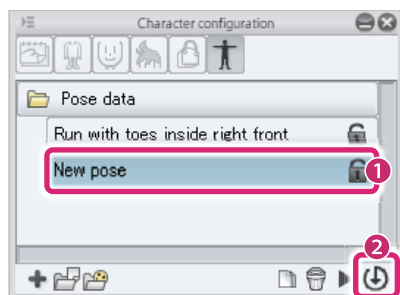 Character configuration
Pose data
Run with toes inside right front
New pose
1
2